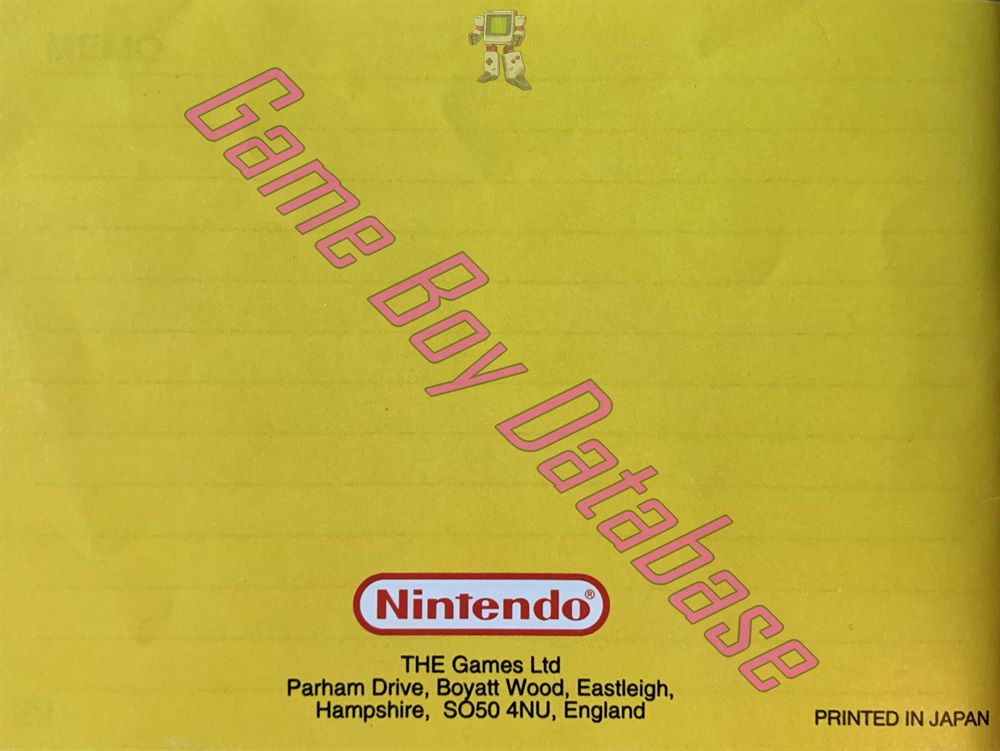 Game Boy Database
Nintendo®
THE Games Ltd
Parham Drive, Boyatt Wood, Eastleigh,
Hampshire, SO50 4NU, England
PRINTED IN JAPAN